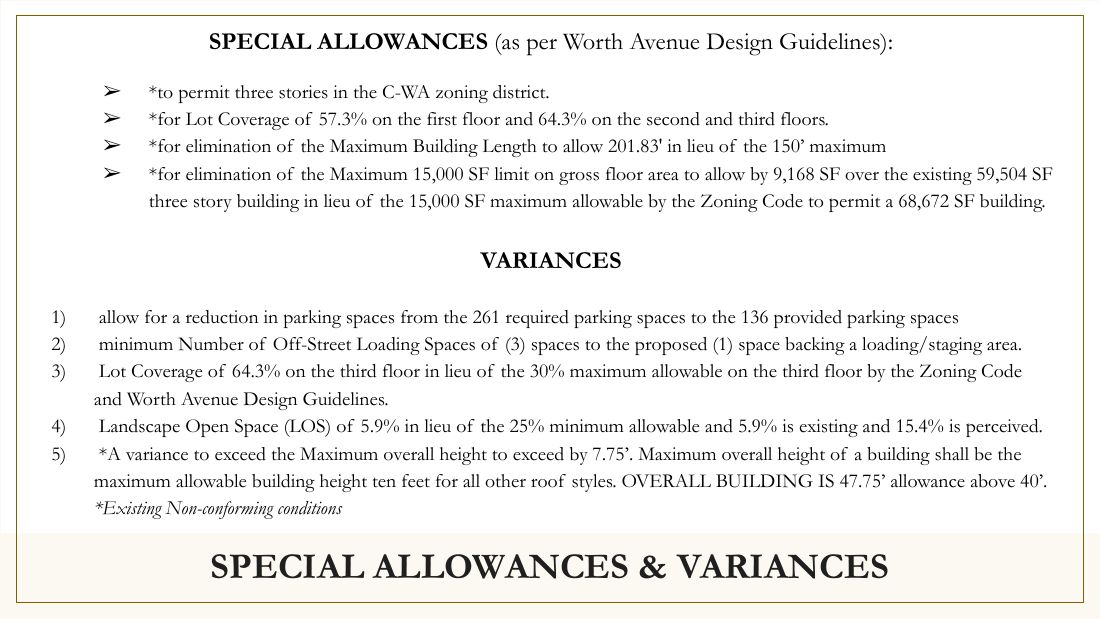 SPECIAL ALLOWANCES (as per Worth Avenue Design Guidelines):
➢ *to permit three stories in the C-WA zoning district.
➢ *for Lot Coverage of 57.3% on the first floor and 64.3% on the second and third floors.
➢ *for elimination of the Maximum Building Length to allow 201.83' in lieu of the 150’ maximum
➢ *for elimination of the Maximum 15,000 SF limit on gross floor area to allow by 9,168 SF over the existing 59,504 SF
three story building in lieu of the 15,000 SF maximum allowable by the Zoning Code to permit a 68,672 SF building.
VARIANCES
1) allow for a reduction in parking spaces from the 261 required parking spaces to the 136 provided parking spaces
2) minimum Number of Off-Street Loading Spaces of (3) spaces to the proposed (1) space backing a loading/staging area.
3) Lot Coverage of 64.3% on the third floor in lieu of the 30% maximum allowable on the third floor by the Zoning Code
and Worth Avenue Design Guidelines.
4) Landscape Open Space (LOS) of 5.9% in lieu of the 25% minimum allowable and 5.9% is existing and 15.4% is perceived.
5) *A variance to exceed the Maximum overall height to exceed by 7.75’. Maximum overall height of a building shall be the
maximum allowable building height ten feet for all other roof styles. OVERALL BUILDING IS 47.75’ allowance above 40’.
*Existing Non-conforming conditions
SPECIAL ALLOWANCES & VARIANCES